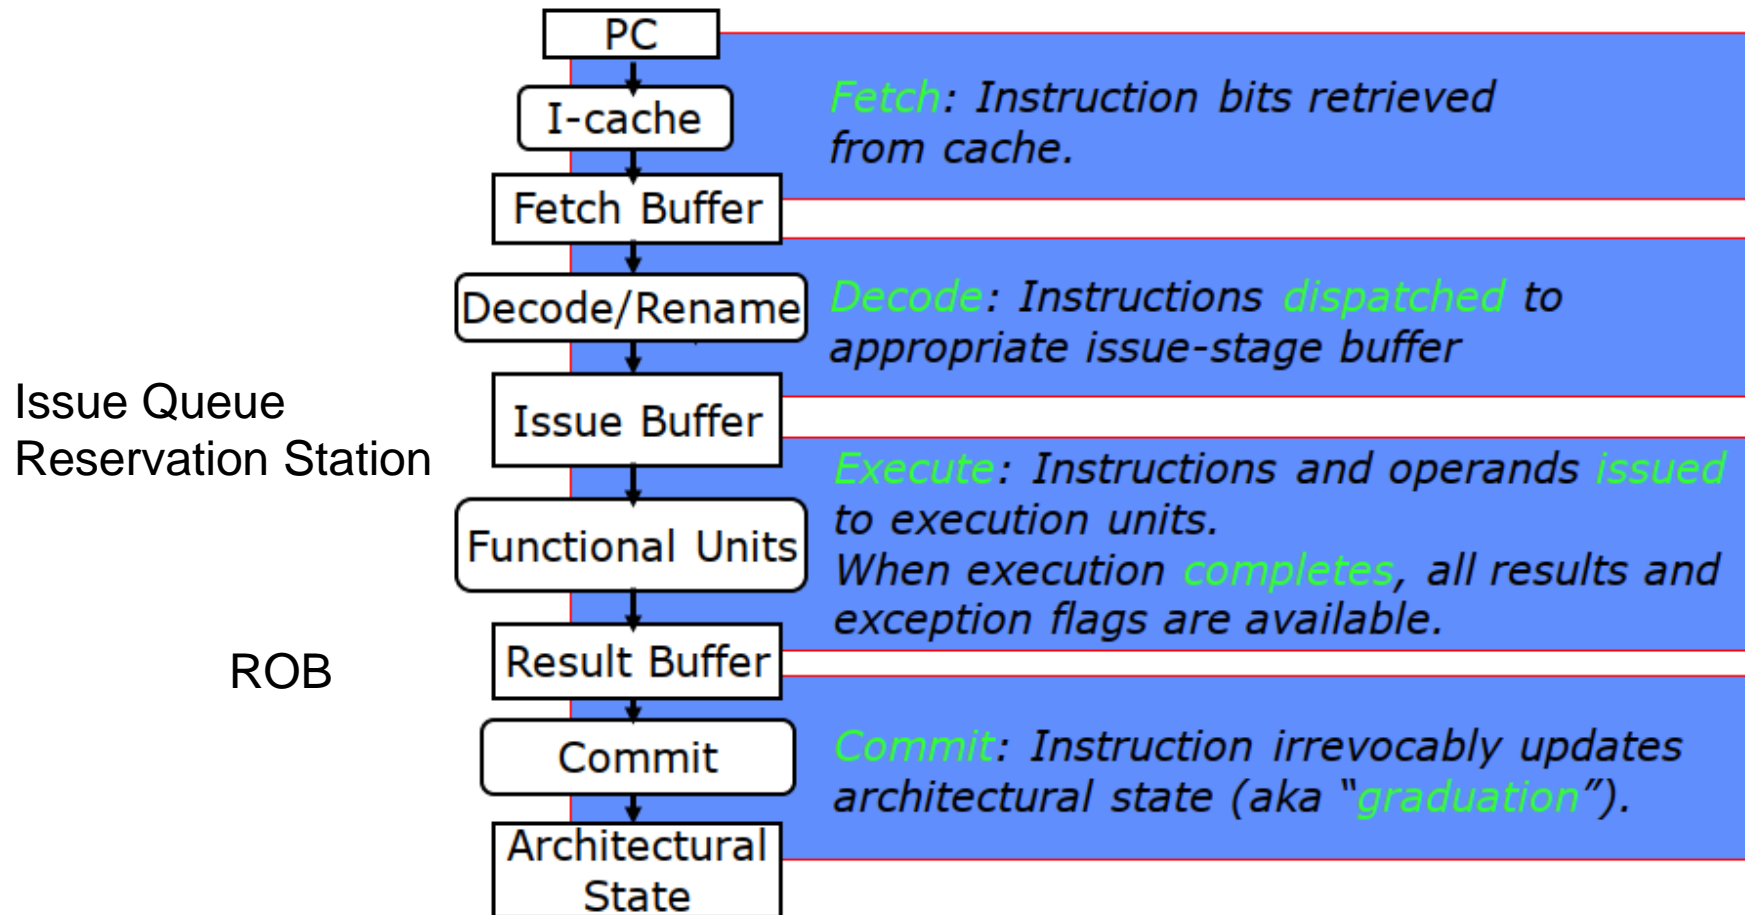 PC
I-cache
Fetch: Instruction bits retrieved
from cache.
Fetch Buffer
Decode/Rename
Decode: Instructions dispatched to
appropriate issue-stage buffer
Issue Queue
Reservation Station
Issue Buffer
Functional Units
Execute: Instructions and operands issued
to execution units.
When execution completes, all results and
exception flags are available.
ROB
Result Buffer
Commit
Commit: Instruction irrevocably updates
architectural state (aka “graduation”).
Architectural
State